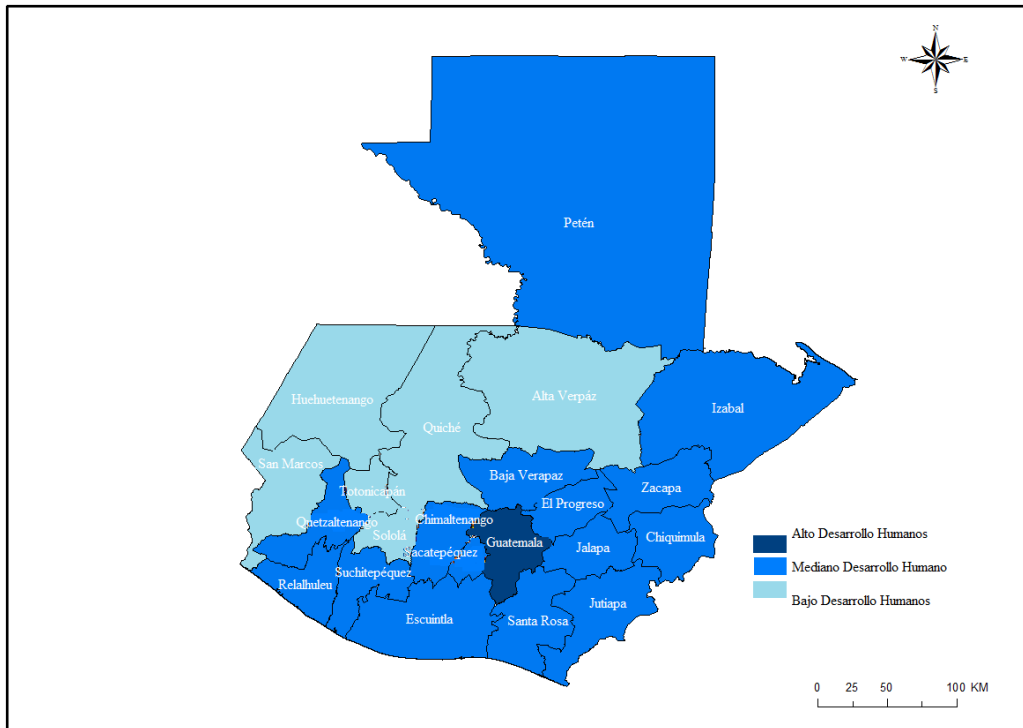 N
W E
S
Petén
Huehuetenango
Alta Verpáz
Izabal
Quiché
San Marcos
Baja Verapaz
Totonicapán
Zacapa
El Progreso
Quetzaltenango
Chimaltenango
Sololá
Guatemala
Chiquimula
Jalapa
Sacatepéquez
Suchitepéquez
Relalhuleu
Jutiapa
Escuintla
Santa Rosa
Alto Desarrollo Humanos
Mediano Desarrollo Humano
Bajo Desarrollo Humanos
0 25 50 100 KM